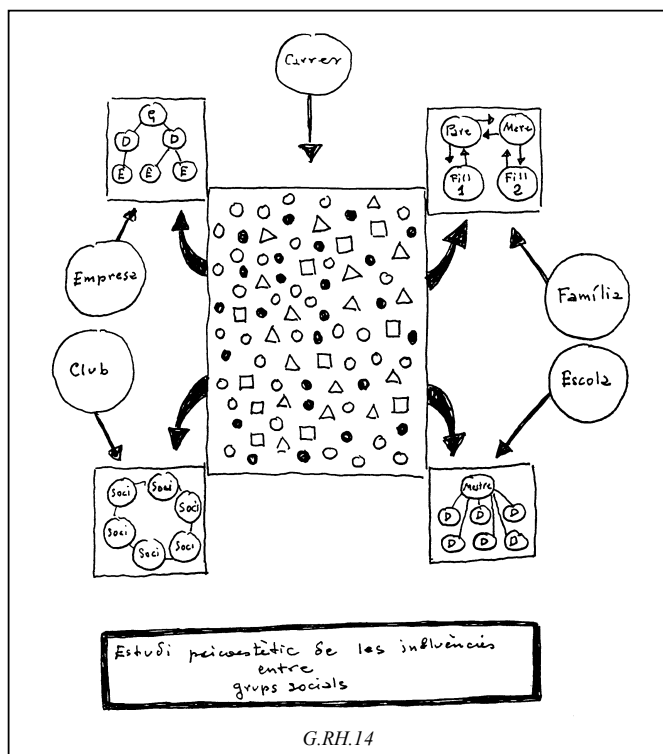 Carrer
G
D D
E E E
Pare Mare
Fill 1 Fill 2
Empresa
Família
Club
Escola
Soci Soci
Soci
Soci
Soci Soci
Mestre
D D D
D D D
Estudi psicoestètic de les influències
entre
grups socials
G.RH.14